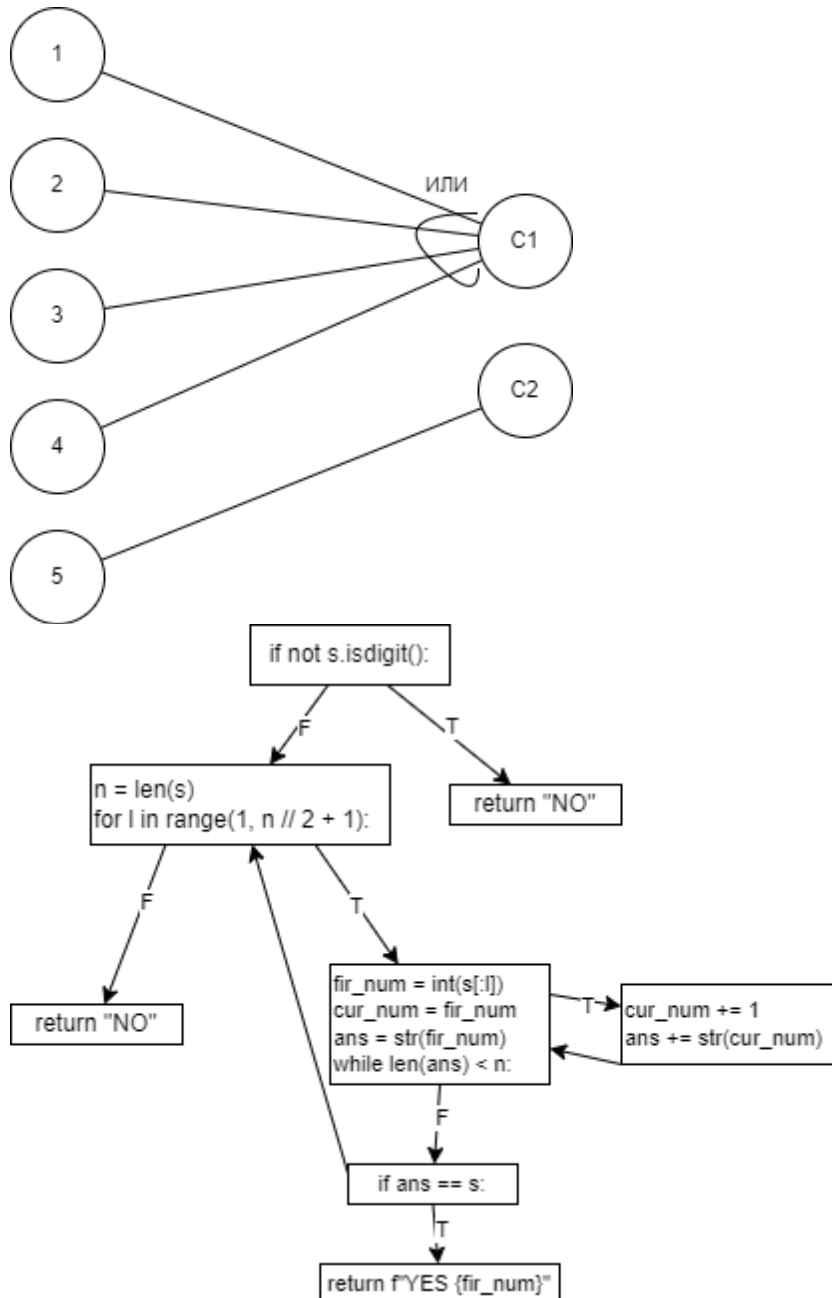 1
2
ИЛИ
C1
3
C2
4
5
if not s.isdigit():
F
T
n = len(s)
for l in range(1, n // 2 + 1):
return "NO"
F
T
fir_num = int(s[:l])
cur_num = fir_num
ans = str(fir_num)
while len(ans) < n:
T
cur_num += 1
ans += str(cur_num)
return "NO"
F
if ans == s:
T
return f"YES {fir_num}"